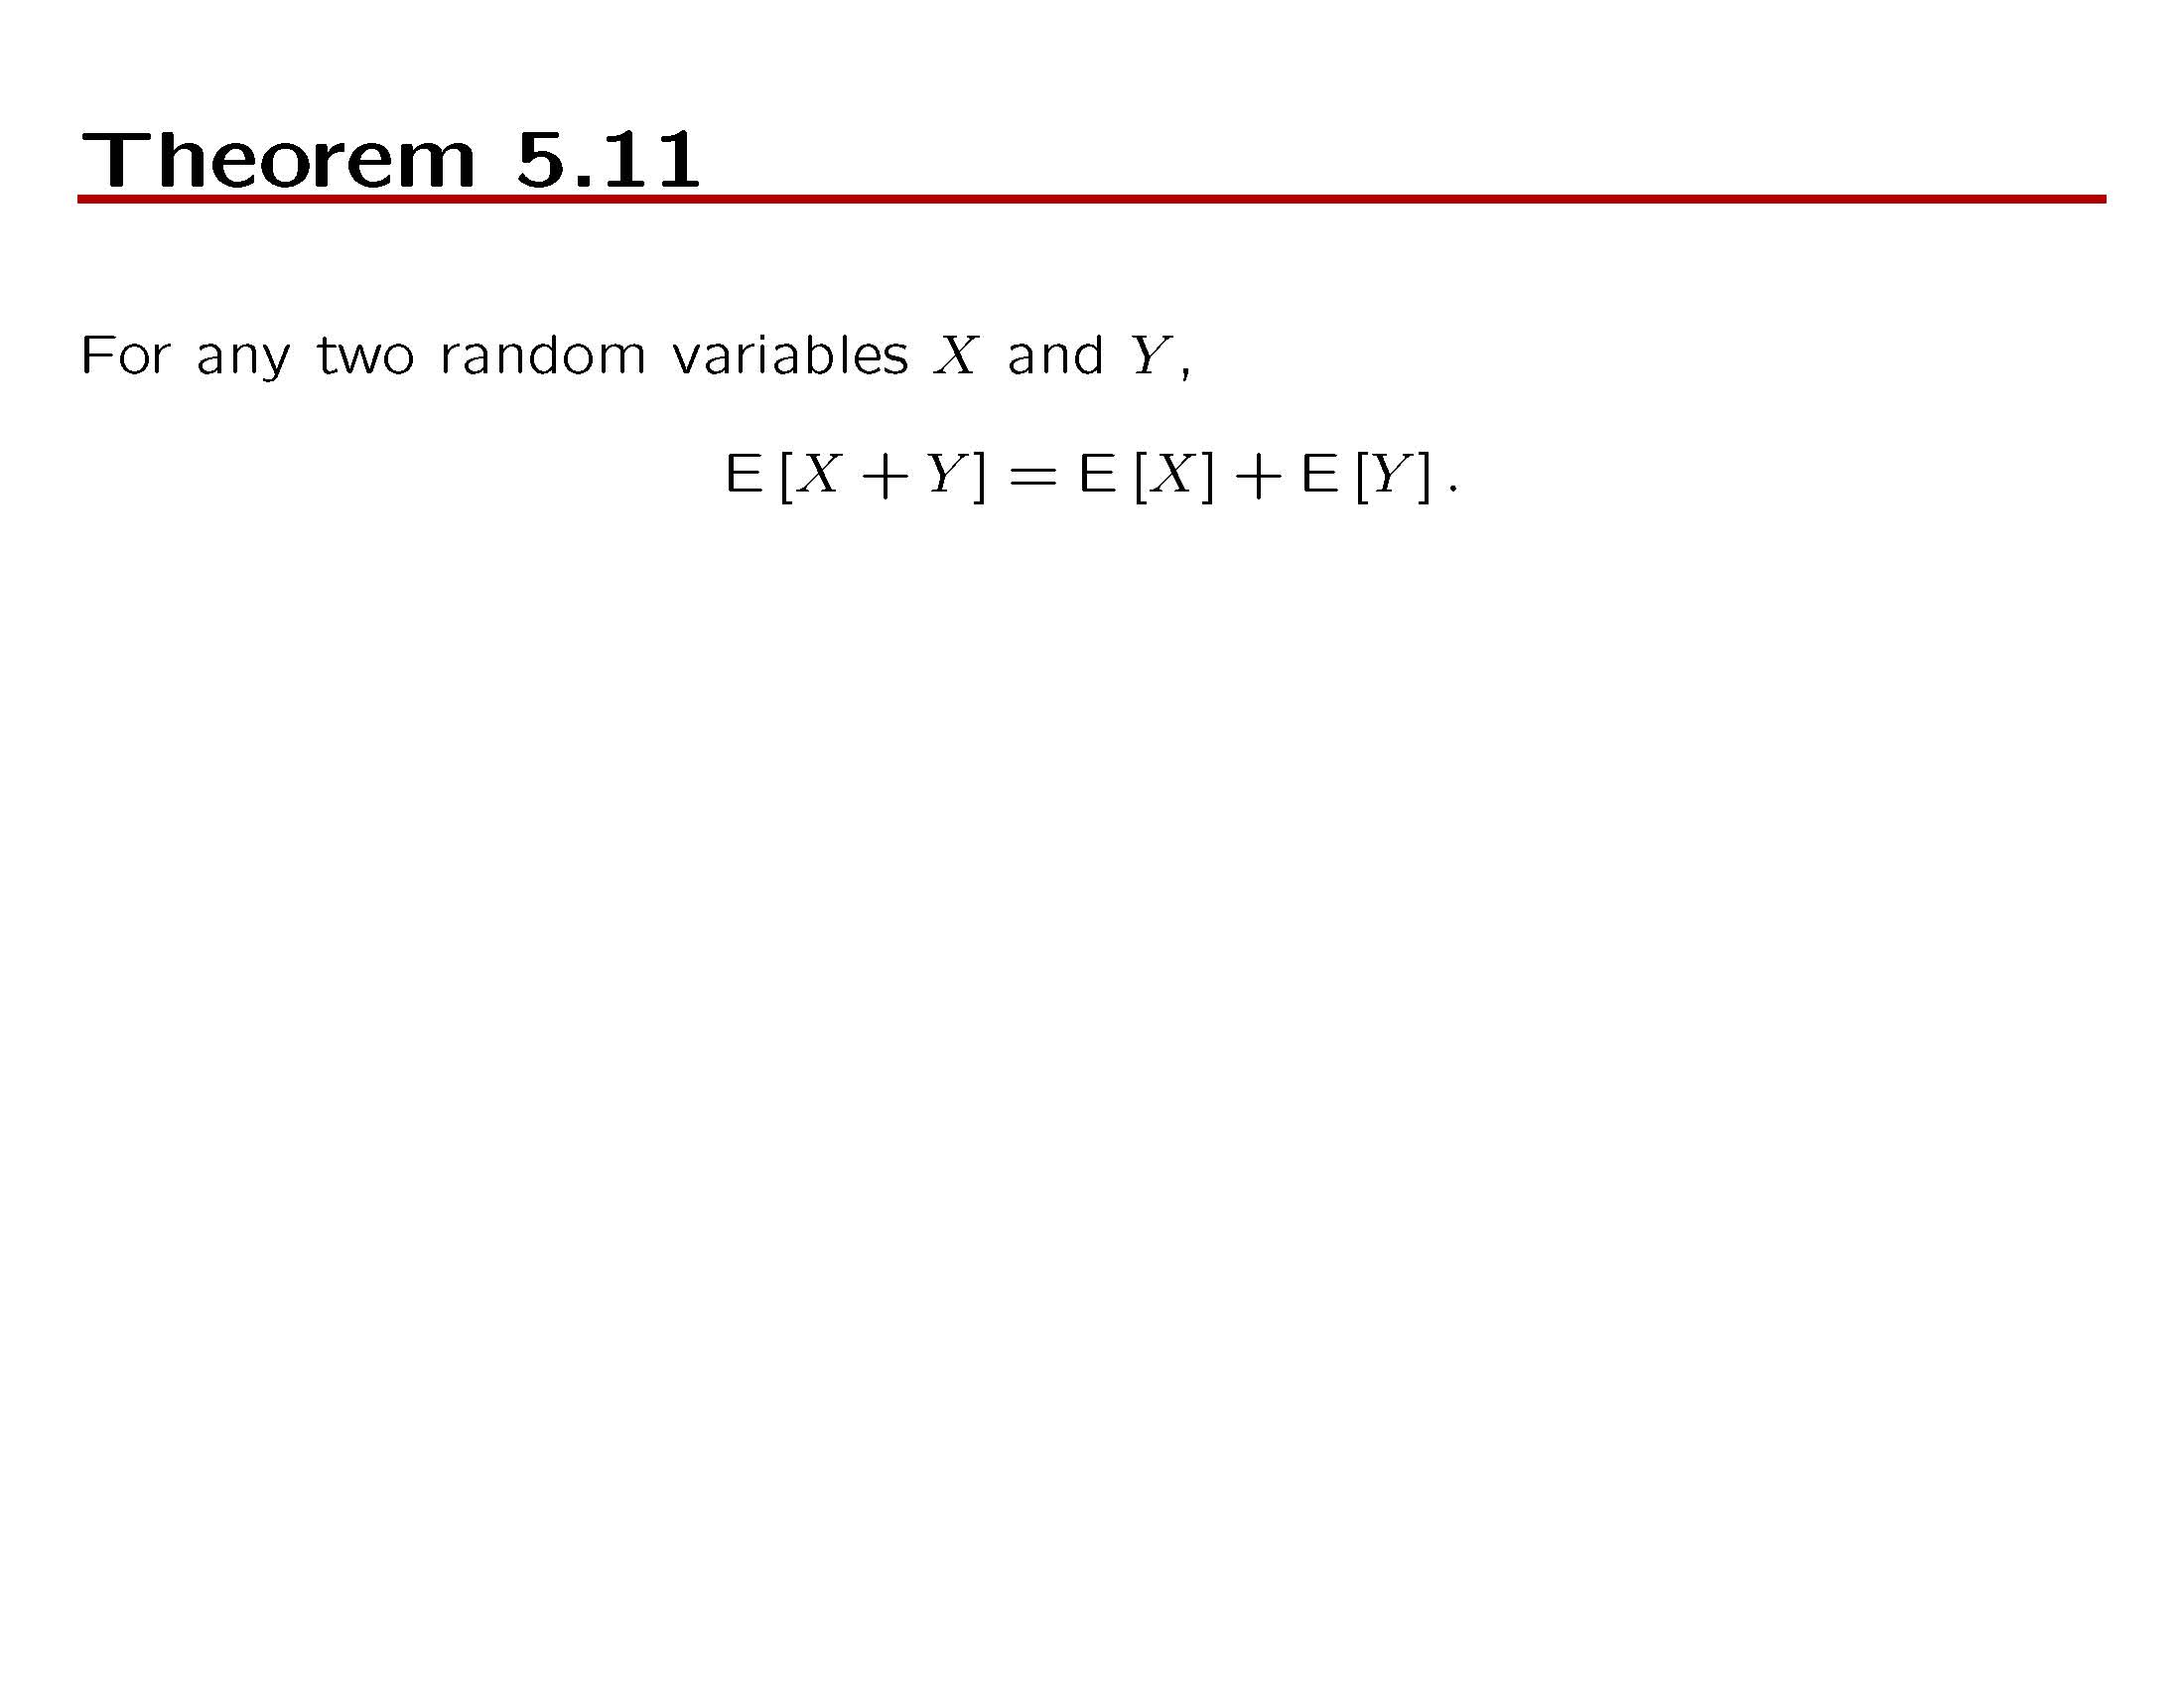 Theorem 5.11
For any two random variables X and Y,
E [X + Y] = E [X] + E [Y] .